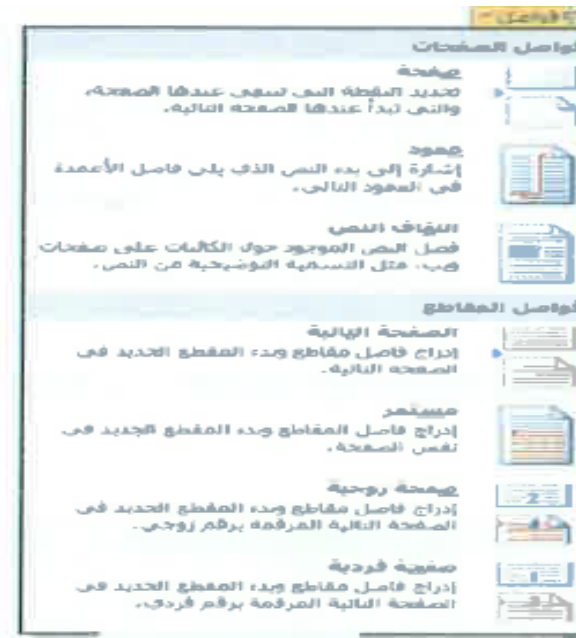 فواصل
فواصل الصفحات
صفحة
تحديد النقطة التي تنتهي عندها الصفحة،
والتي تبدأ عندها الصفحة التالية.
عمود
إشارة إلى بدء النص الذي يلي فاصل الأعمدة
في العمود التالي.
التفاف النص
فصل النص الموجود حول الكائنات على صفحات
ويب، مثل التسمية التوضيحية من النص.
فواصل المقاطع
الصفحة التالية
إدراج فاصل مقاطع وبدء المقطع الجديد في
الصفحة التالية.
مستمر
إدراج فاصل المقاطع وبدء المقطع الجديد في
نفس الصفحة.
صفحة زوجية
إدراج فاصل مقاطع وبدء المقطع الجديد في
الصفحة التالية المرقمة برقم زوجي.
صفحة فردية
إدراج فاصل مقاطع وبدء المقطع الجديد في
الصفحة التالية المرقمة برقم فردي.